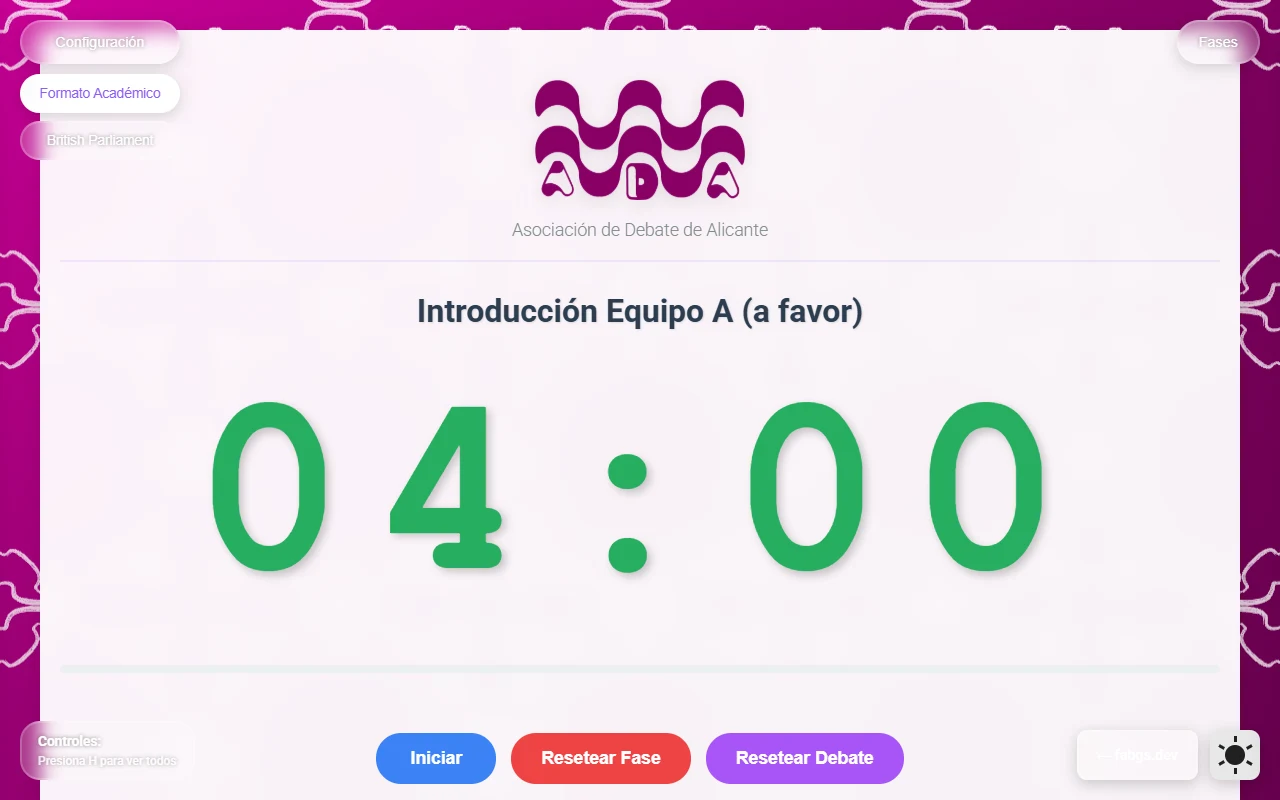 Configuración
Fases
Formato Académico
British Parliament
ADA
Asociación de Debate de Alicante
Introducción Equipo A (a favor)
04:00
Controles:
Presiona H para ver todos
Iniciar
Resetear Fase
Resetear Debate